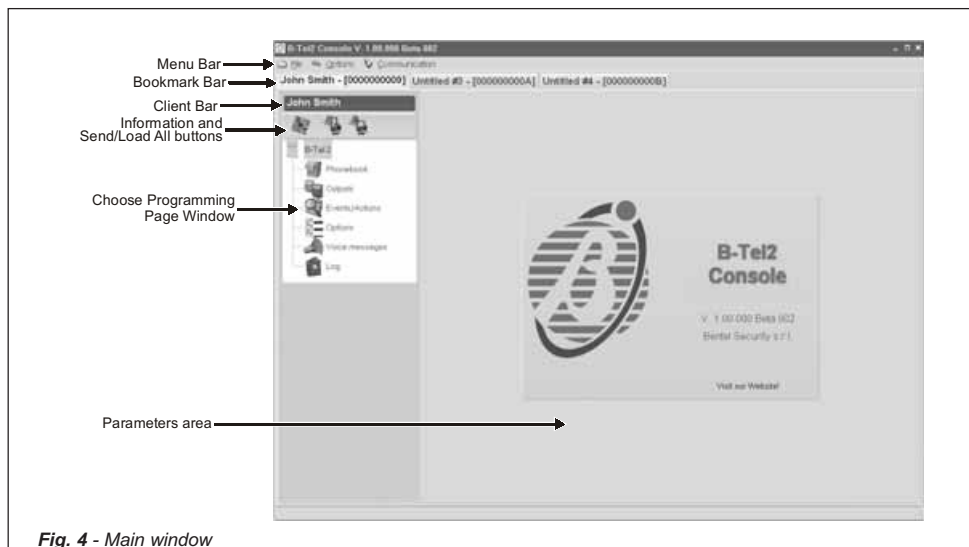 B-Tel2 Console V. 1.00.000 Beta 002
Menu Bar
File Options Communication
Bookmark Bar
John Smith - [0000000009] Untitled #3 - [000000000A] Untitled #4 - [000000000B]
Client Bar
John Smith
Information and
Send/Load All buttons
B-Tel2
Phonebook
Outputs
Choose Programming
Page Window
Events/Actions
Options
Voice messages
Log
B-Tel2
Console
V. 1.00.000 Beta 002
Bentel Security s.r.l.
Visit our Website!
Parameters area
Fig. 4 - Main window